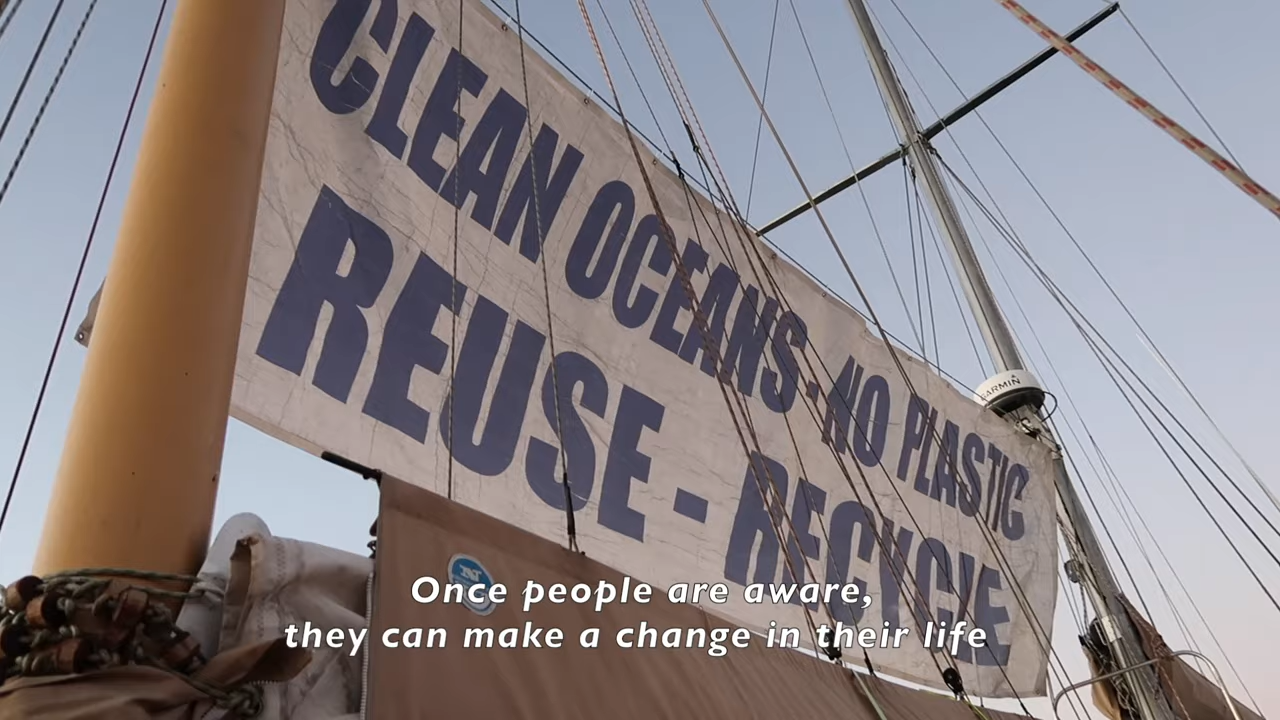 CLEAN OCEANS - NO PLASTIC
REUSE - RECYCLE
GARMIN
N
Once people are aware,
they can make a change in their life